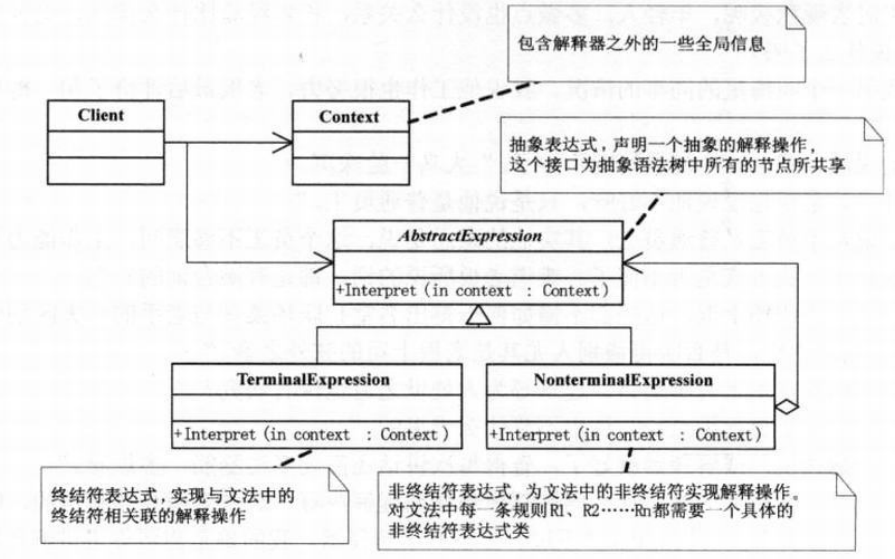 包含解释器之外的一些全局信息
Client
Context
抽象表达式，声明一个抽象的解释操作，
这个接口为抽象语法树中所有的节点所共享
AbstractExpression
+Interpret(in context : Context)
TerminalExpression
NonterminalExpression
+Interpret(in context : Context)
+Interpret(in context : Context)
终结符表达式，实现与文法中的
终结符相关联的解释操作
非终结符表达式，为文法中的非终结符实现解释操作。
对文法中每一条规则R1、R2……Rn都需要一个具体的
非终结符表达式类